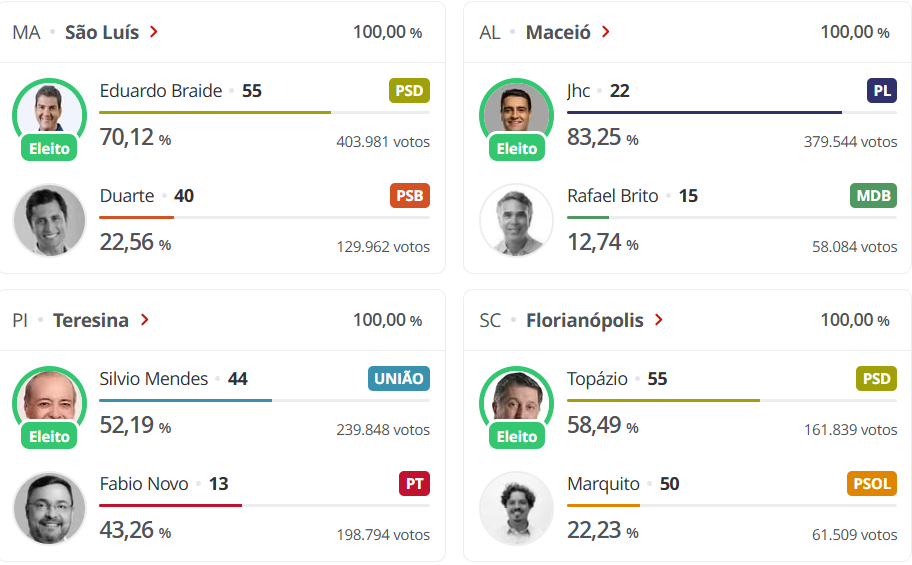 MA • São Luís > 100,00 %
Eduardo Braide • 55 PSD
70,12 % 403.981 votos
Eleito
Duarte • 40 PSB
22,56 % 129.962 votos
AL • Maceió > 100,00 %
Jhc • 22 PL
83,25 % 379.544 votos
Eleito
Rafael Brito • 15 MDB
12,74 % 58.084 votos
PI • Teresina > 100,00 %
Silvio Mendes • 44 UNIÃO
52,19 % 239.848 votos
Eleito
Fabio Novo • 13 PT
43,26 % 198.794 votos
SC • Florianópolis > 100,00 %
Topázio • 55 PSD
58,49 % 161.839 votos
Eleito
Marquito • 50 PSOL
22,23 % 61.509 votos